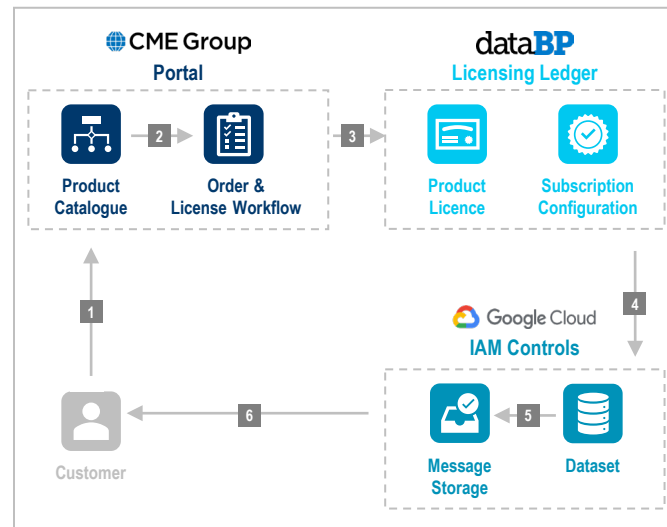 CME Group
Portal
2
Product
Catalogue
Order &
License Workflow
3
dataBP
Licensing Ledger
Product
Licence
Subscription
Configuration
1
4
Google Cloud
IAM Controls
5
Message
Storage
Dataset
6
Customer